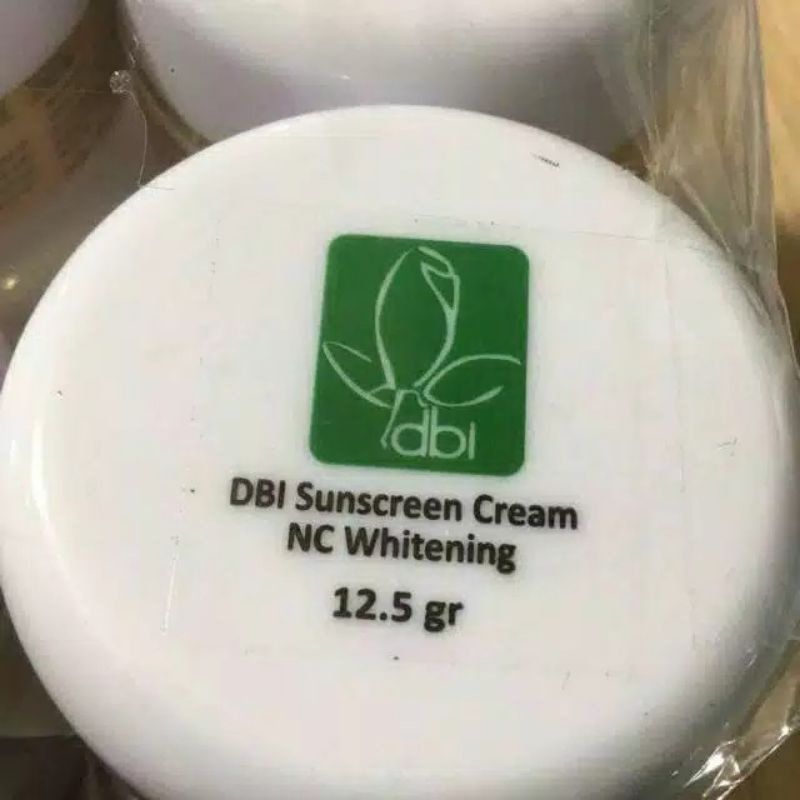 dbi
DBI Sunscreen Cream
NC Whitening
12.5 gr